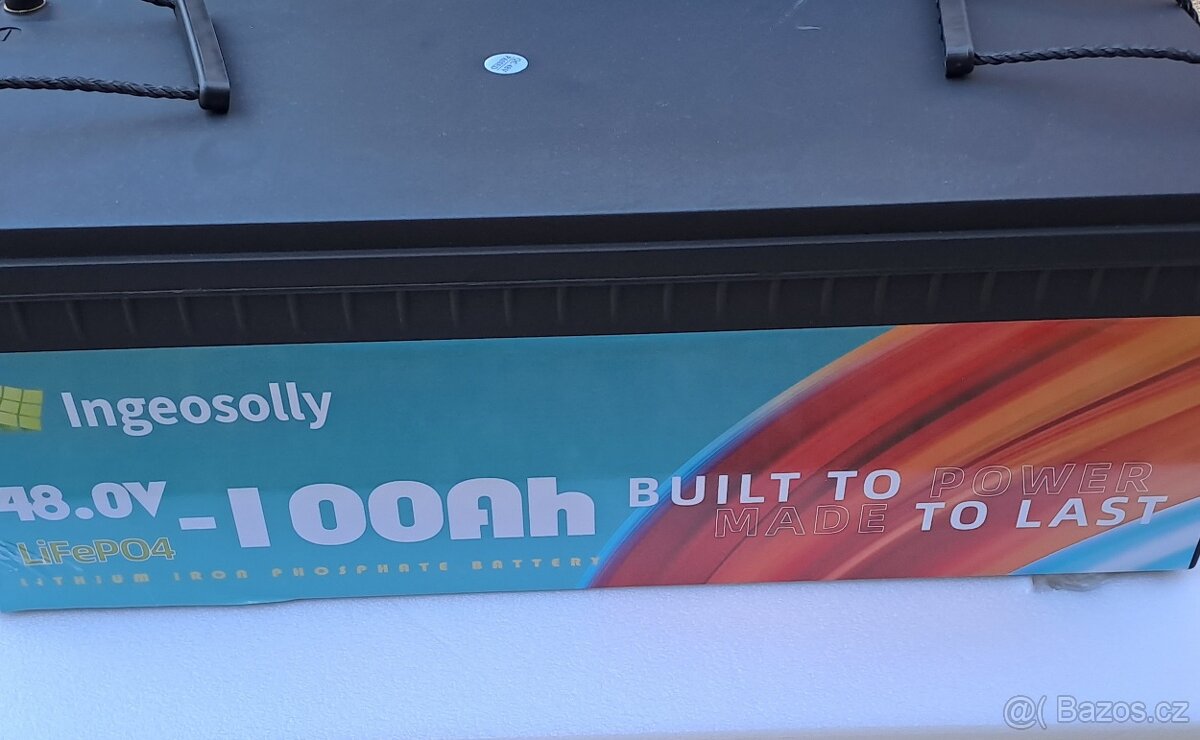 Ingeosolly
48.0V - 100Ah
LiFePO4
LITHIUM IRON PHOSPHATE BATTERY
BUILT TO POWER
MADE TO LAST
@( Bazos.cz